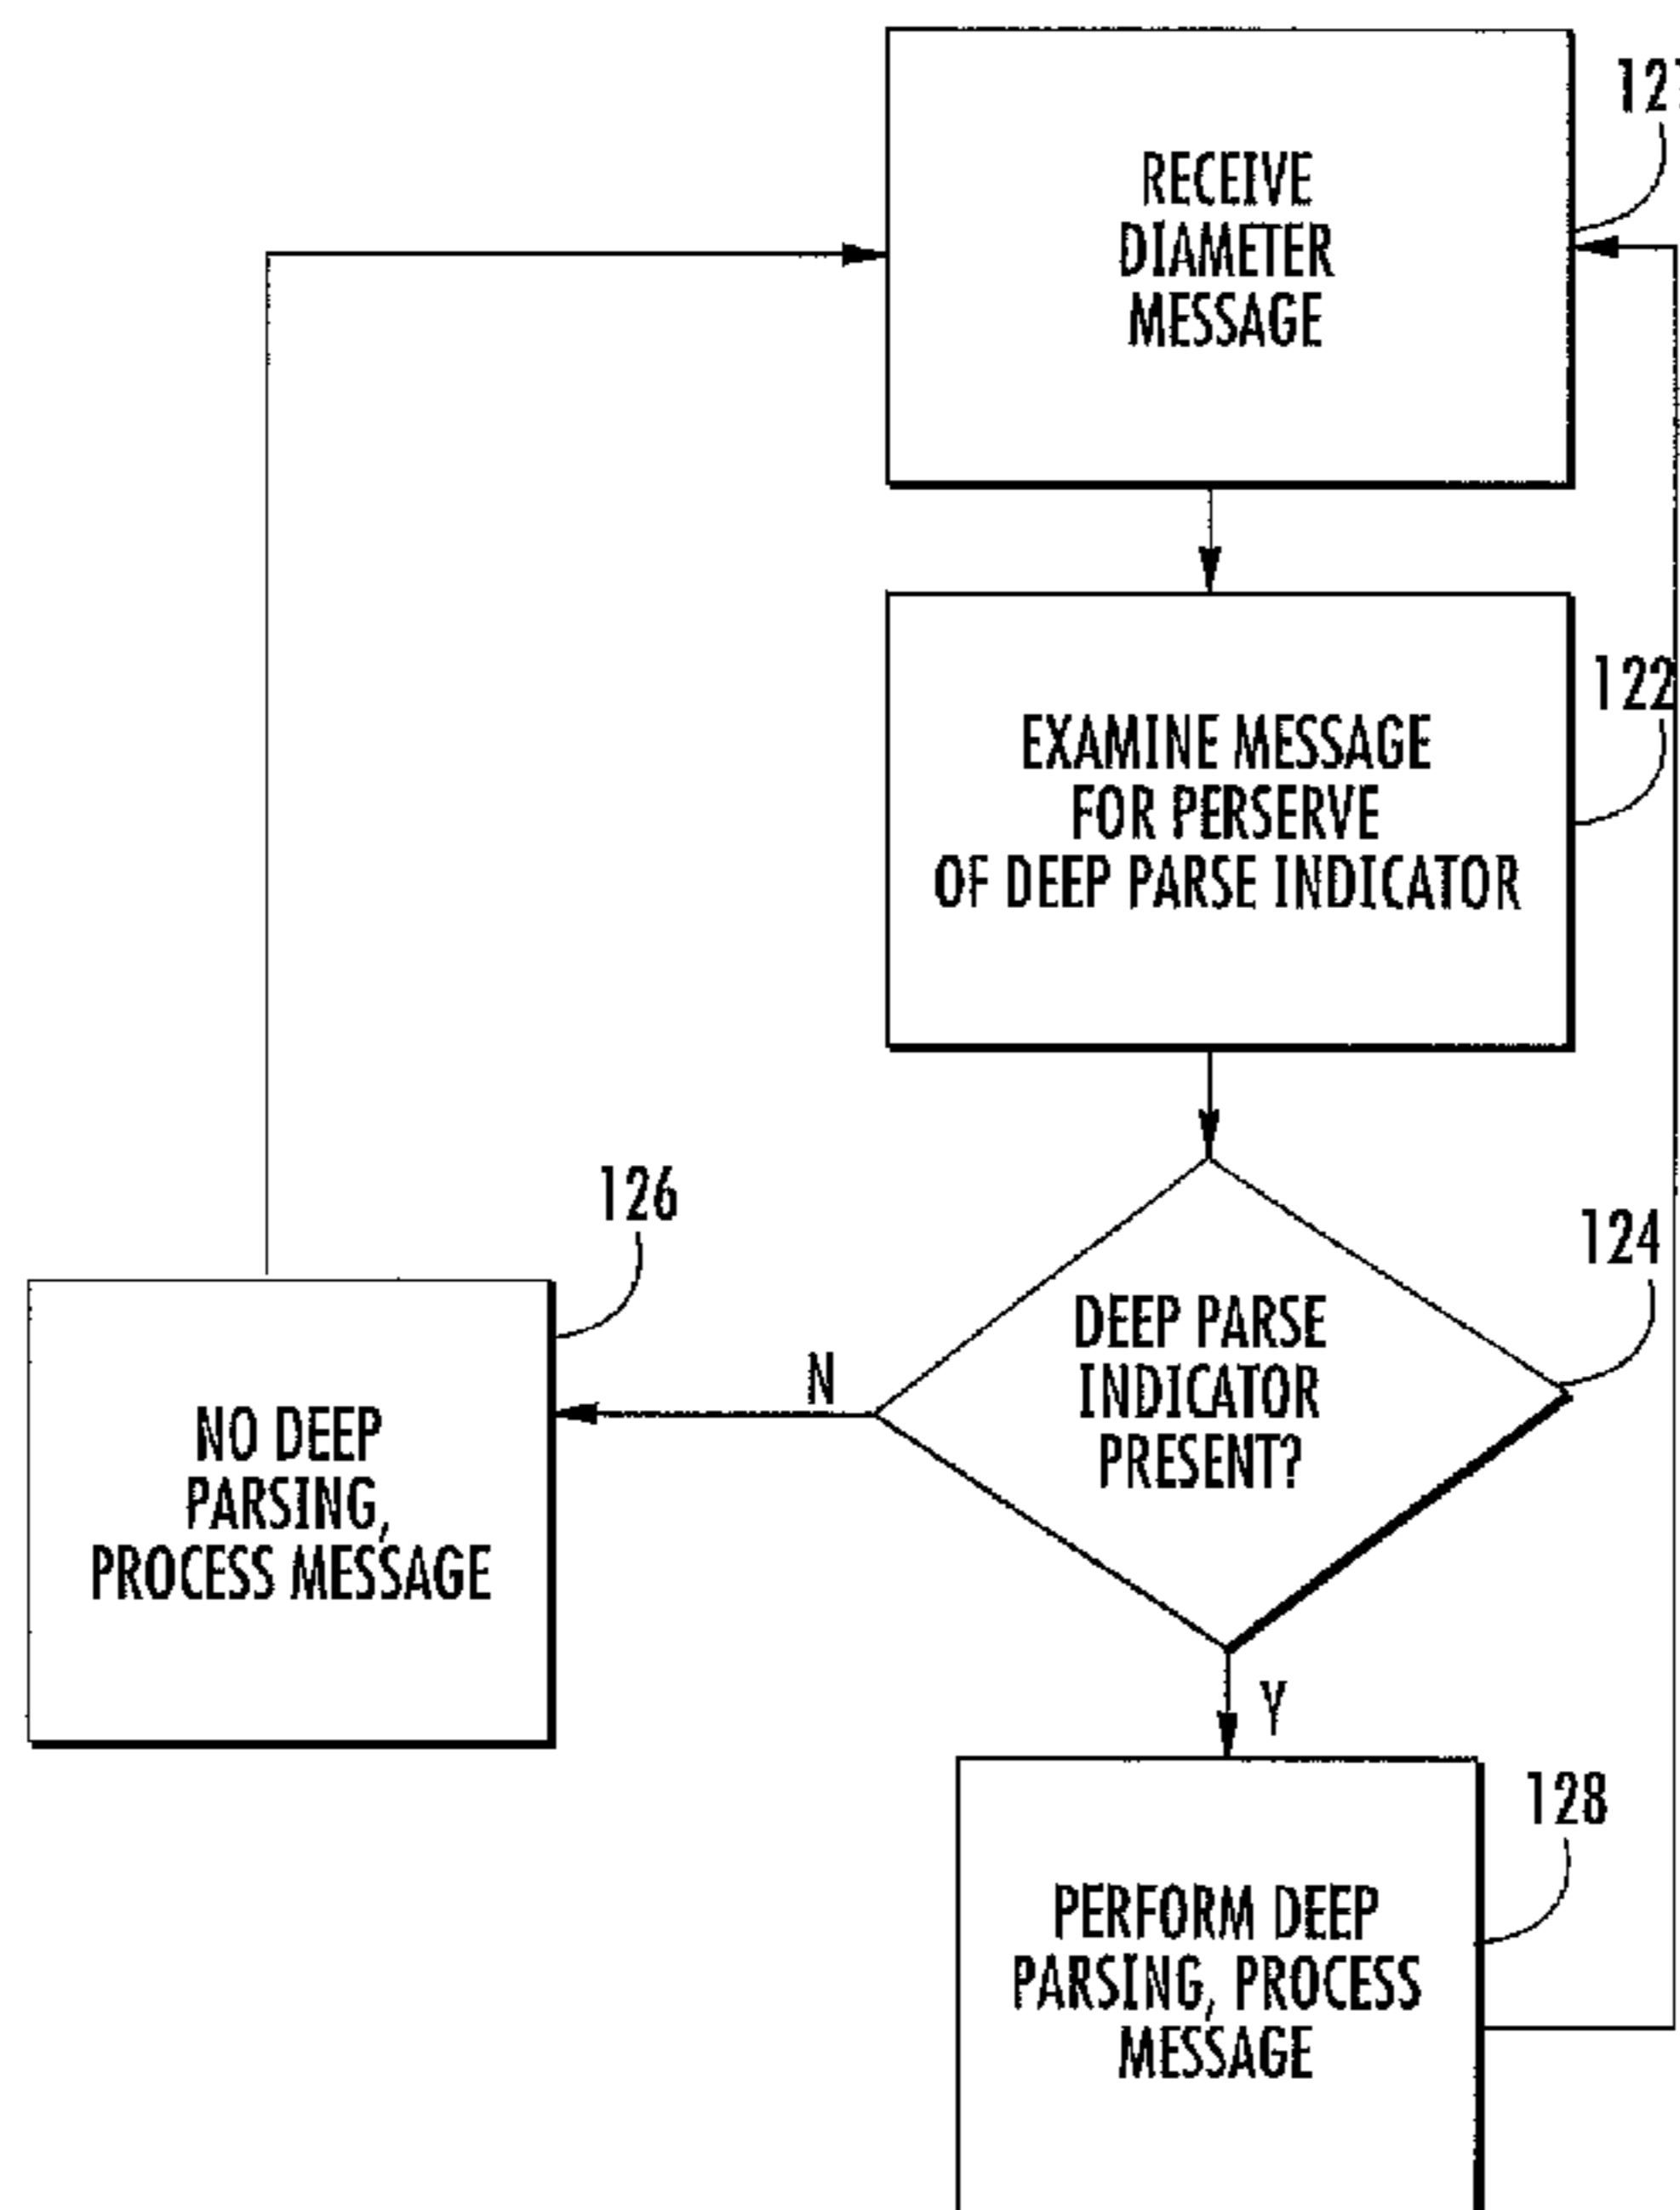 RECEIVE
DIAMETER
MESSAGE
122
EXAMINE MESSAGE
FOR PERSERVE
OF DEEP PARSE INDICATOR
126
124
DEEP PARSE
INDICATOR
PRESENT?
N
NO DEEP
PARSING,
PROCESS MESSAGE
Y
128
PERFORM DEEP
PARSING, PROCESS
MESSAGE